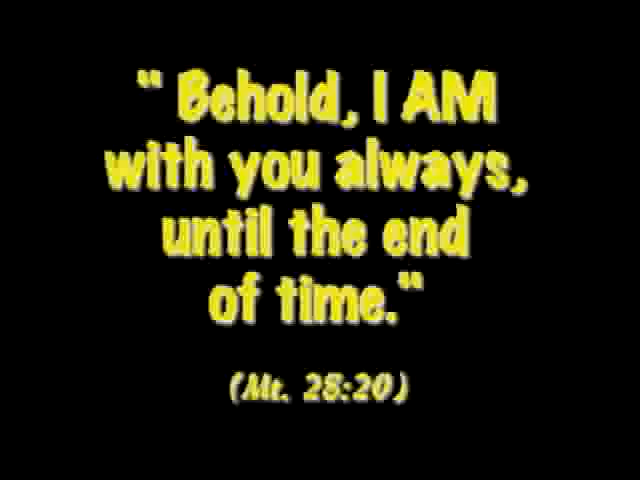 " Behold, I AM
with you always,
until the end
of time."
(Mt. 28:20)